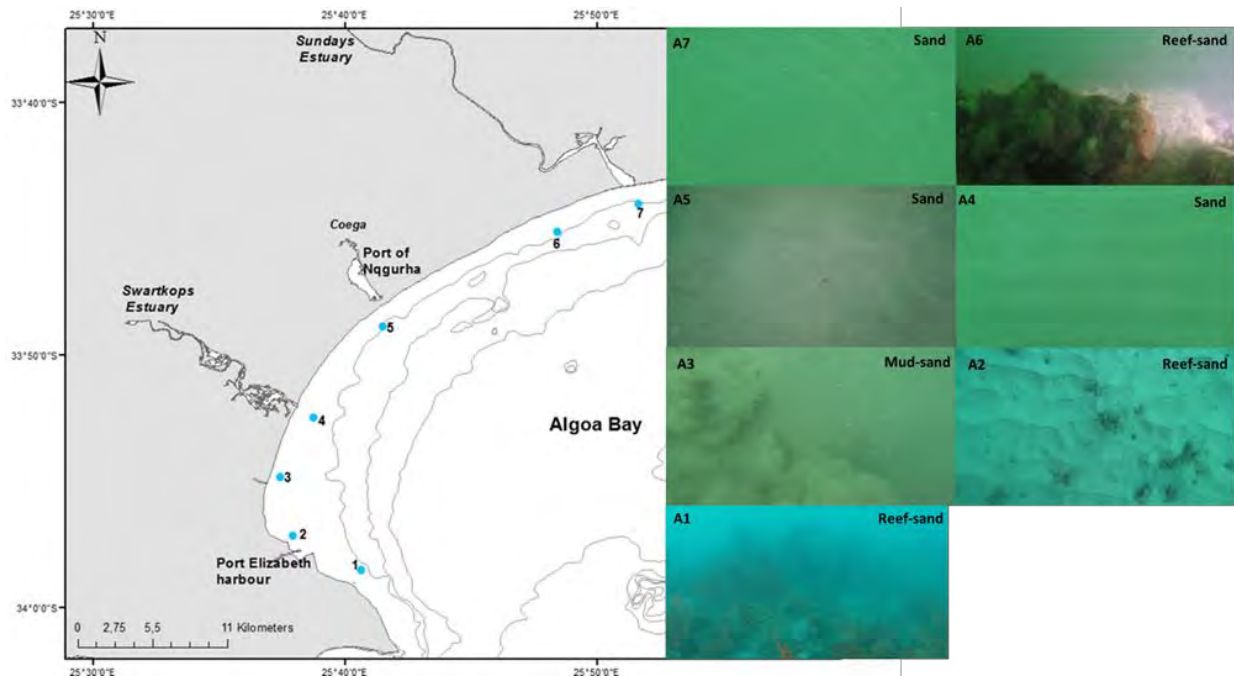 25°30'0"E
25°40'0"E
25°50'0"E
N
33°40'0"S
33°50'0"S
34°0'0"S
Sundays
Estuary
Coega
Port of
Nqgurha
Swartkops
Estuary
Algoa Bay
7
6
5
4
3
2
1
Port Elizabeth
harbour
0 2,75 5,5 11 Kilometers
25°30'0"E
25°40'0"E
25°50'0"E
A7 Sand
A6 Reef-sand
A5 Sand
A4 Sand
A3 Mud-sand
A2 Reef-sand
A1 Reef-sand